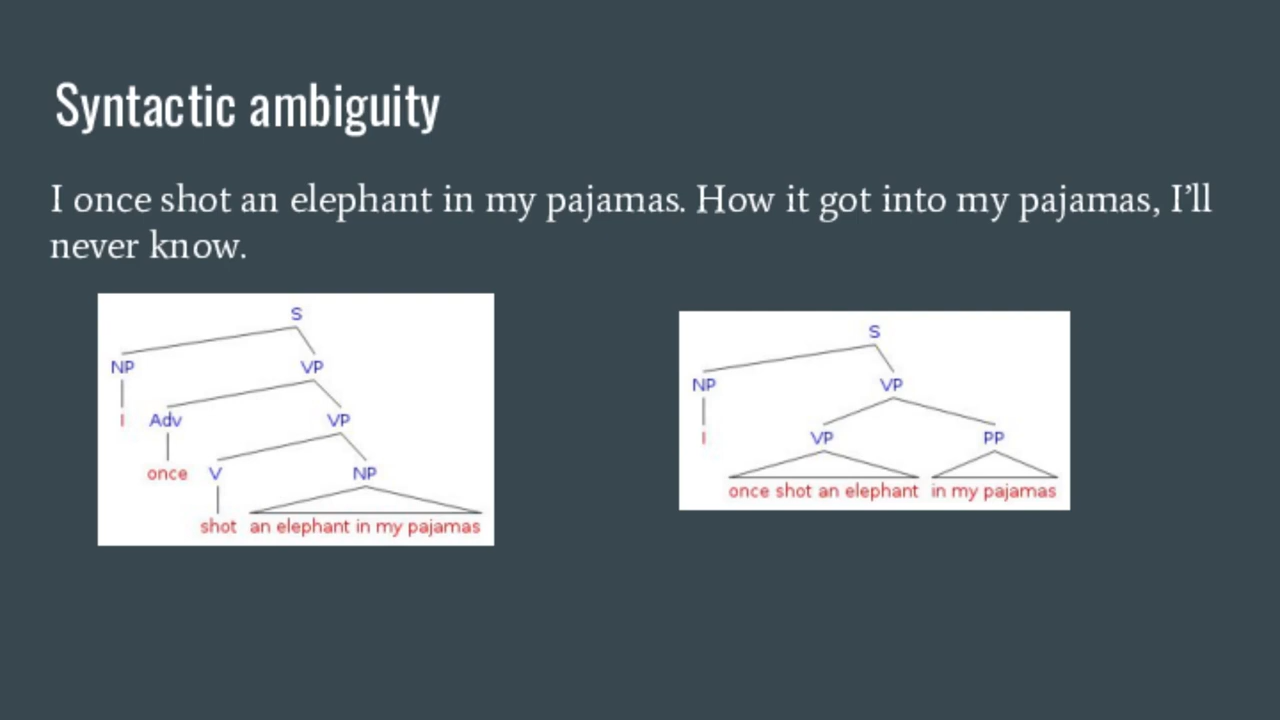 Syntactic ambiguity
I once shot an elephant in my pajamas. How it got into my pajamas, I’ll
never know.
S
NP VP
I Adv VP
once V NP
shot an elephant in my pajamas
S
NP VP
I VP PP
once shot an elephant in my pajamas